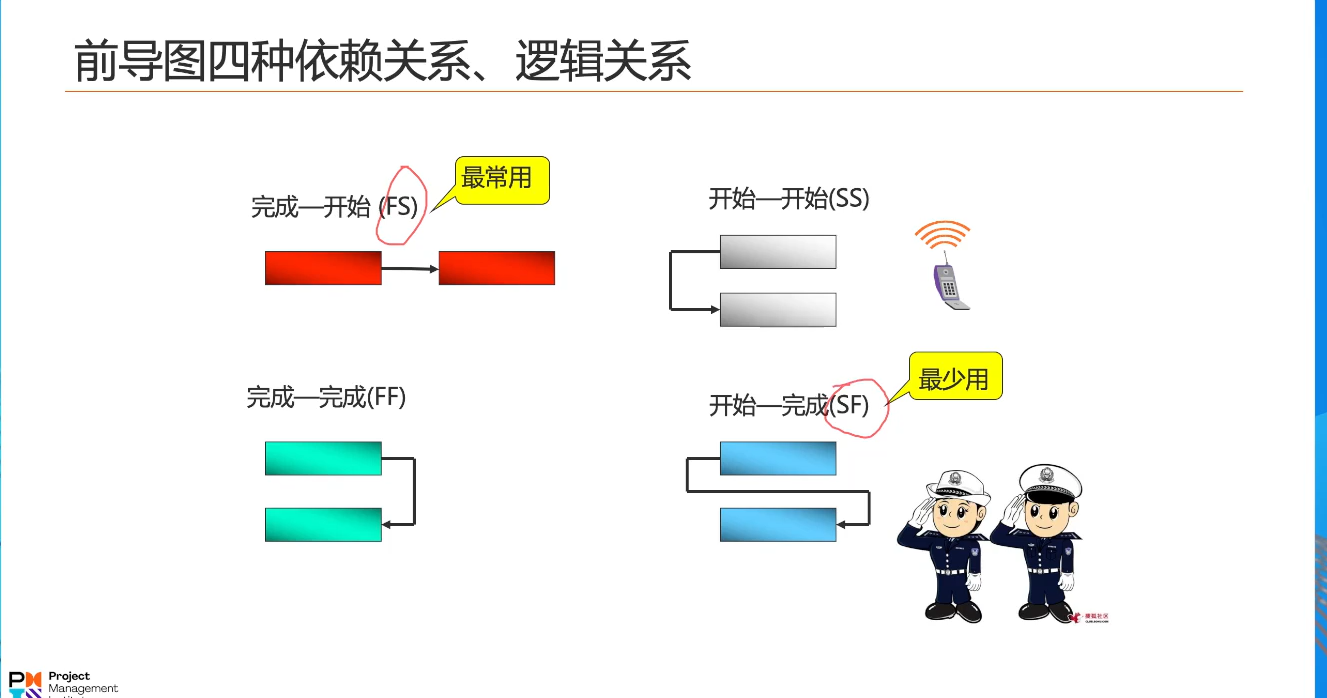 前导图四种依赖关系、逻辑关系
完成—开始 (FS)
最常用
开始—开始(SS)
完成—完成(FF)
开始—完成(SF)
最少用
Project
Management